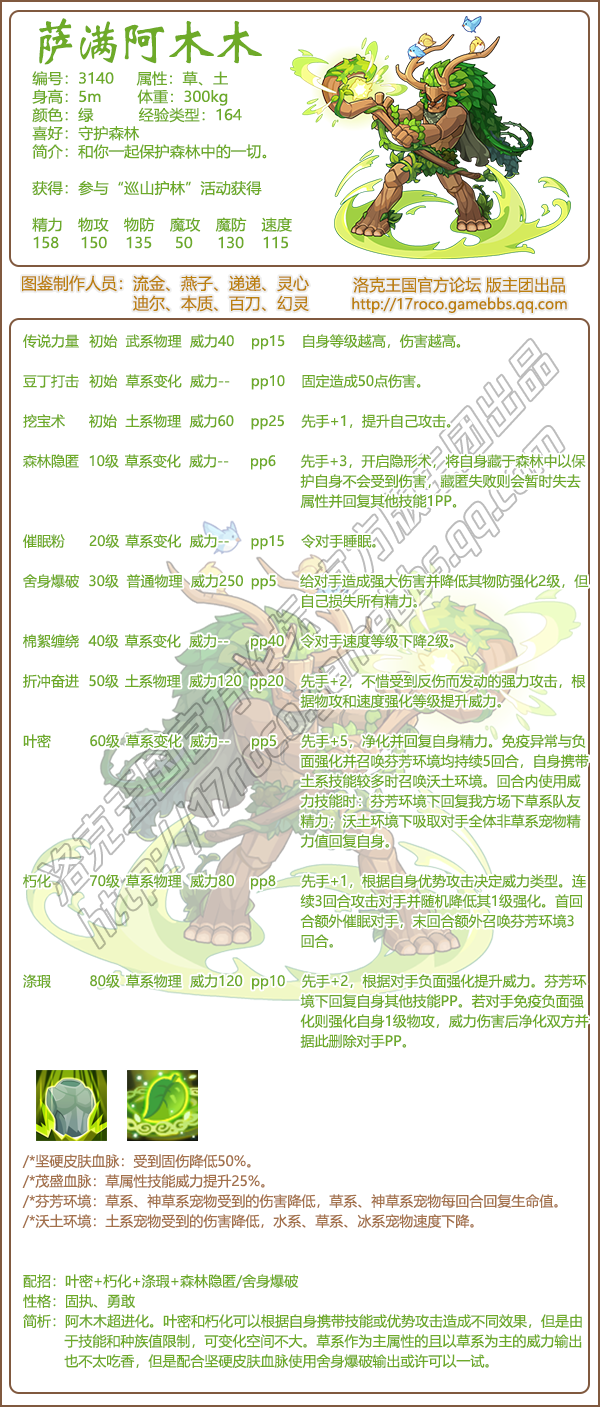 萨满阿木木
编号：3140 属性：草、土
身高：5m 体重：300kg
颜色：绿 经验类型：164
喜好：守护森林
简介：和你一起保护森林中的一切。
获得：参与“巡山护林”活动获得
精力 物攻 物防 魔攻 魔防 速度
158 150 135 50 130 115
图鉴制作人员：流金、燕子、递递、灵心
迪尔、本质、百刀、幻灵
洛克王国官方论坛 版主团出品
http://17roco.gamebbs.qq.com
传说力量 初始 武系物理 威力40 pp15 自身等级越高，伤害越高。
豆丁打击 初始 草系变化 威力-- pp10 固定造成50点伤害。
挖宝术 初始 土系物理 威力60 pp25 先手+1，提升自己攻击。
森林隐匿 10级 草系变化 威力-- pp6 先手+3，开启隐形术，将自身藏于森林中以保
护自身不会受到伤害，藏匿失败则会暂时失去
属性并回复其他技能1PP。
催眠粉 20级 草系变化 威力-- pp15 令对手睡眠。
舍身爆破 30级 普通物理 威力250 pp5 给对手造成强大伤害并降低其物防强化2级，但
自己损失所有精力。
棉絮缠绕 40级 草系变化 威力-- pp40 令对手速度等级下降2级。
折冲奋进 50级 土系物理 威力120 pp20 先手+2，不惜受到反伤而发动的强力攻击，根
据物攻和速度强化等级提升威力。
叶密 60级 草系变化 威力-- pp5 先手+5，净化并回复自身精力。免疫异常与负
面强化并召唤芬芳环境均持续5回合，自身携带
土系技能较多时召唤沃土环境。回合内使用威
力技能时：芬芳环境下回复我方场下草系队友
精力；沃土环境下吸取对手全体非草系宠物精
力值回复自身。
朽化 70级 草系物理 威力80 pp8 先手+1，根据自身优势攻击决定威力类型。连
续3回合攻击对手并随机降低其1级强化。首回
合额外催眠对手，末回合额外召唤芬芳环境3
回合。
涤瑕 80级 草系物理 威力120 pp10 先手+2，根据对手负面强化提升威力。芬芳环
境下回复自身其他技能PP。若对手免疫负面强
化则强化自身1级物攻，威力伤害后净化双方并
据此删除对手PP。
/*坚硬皮肤血脉：受到固伤降低50%。
/*茂盛血脉：草属性技能威力提升25%。
/*芬芳环境：草系、神草系宠物受到的伤害降低，草系、神草系宠物每回合回复生命值。
/*沃土环境：土系宠物受到的伤害降低，水系、草系、冰系宠物速度下降。
配招：叶密+朽化+涤瑕+森林隐匿/舍身爆破
性格：固执、勇敢
简析：阿木木超进化。叶密和朽化可以根据自身携带技能或优势攻击造成不同效果，但是由
于技能和种族值限制，可变化空间不大。草系作为主属性的且以草系为主的威力输出
也不太吃香，但是配合坚硬皮肤血脉使用舍身爆破输出或许可以一试。
洛克王国官方论坛版主团出品
http://17roco.gamebbs.qq.com